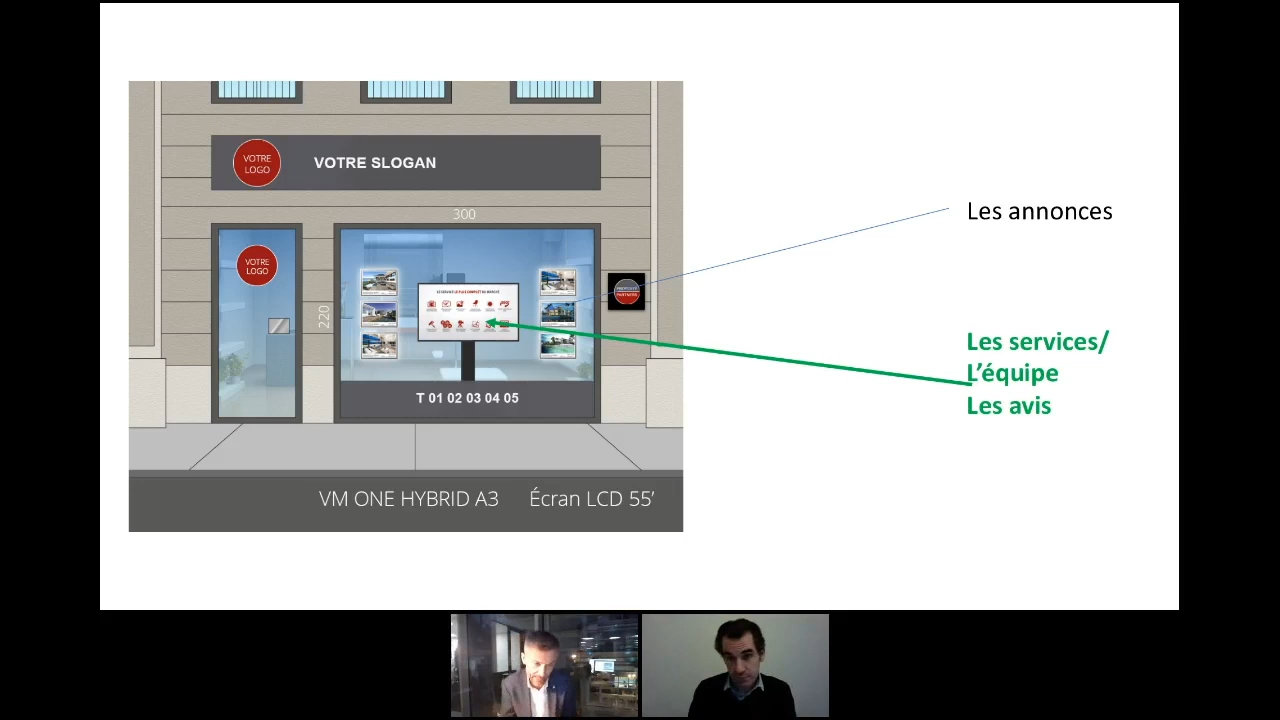 VOTRE
LOGO
VOTRE SLOGAN
300
VOTRE
LOGO
220
T 01 02 03 04 05
VM ONE HYBRID A3
Écran LCD 55’
Les annonces
Les services/
L’équipe
Les avis